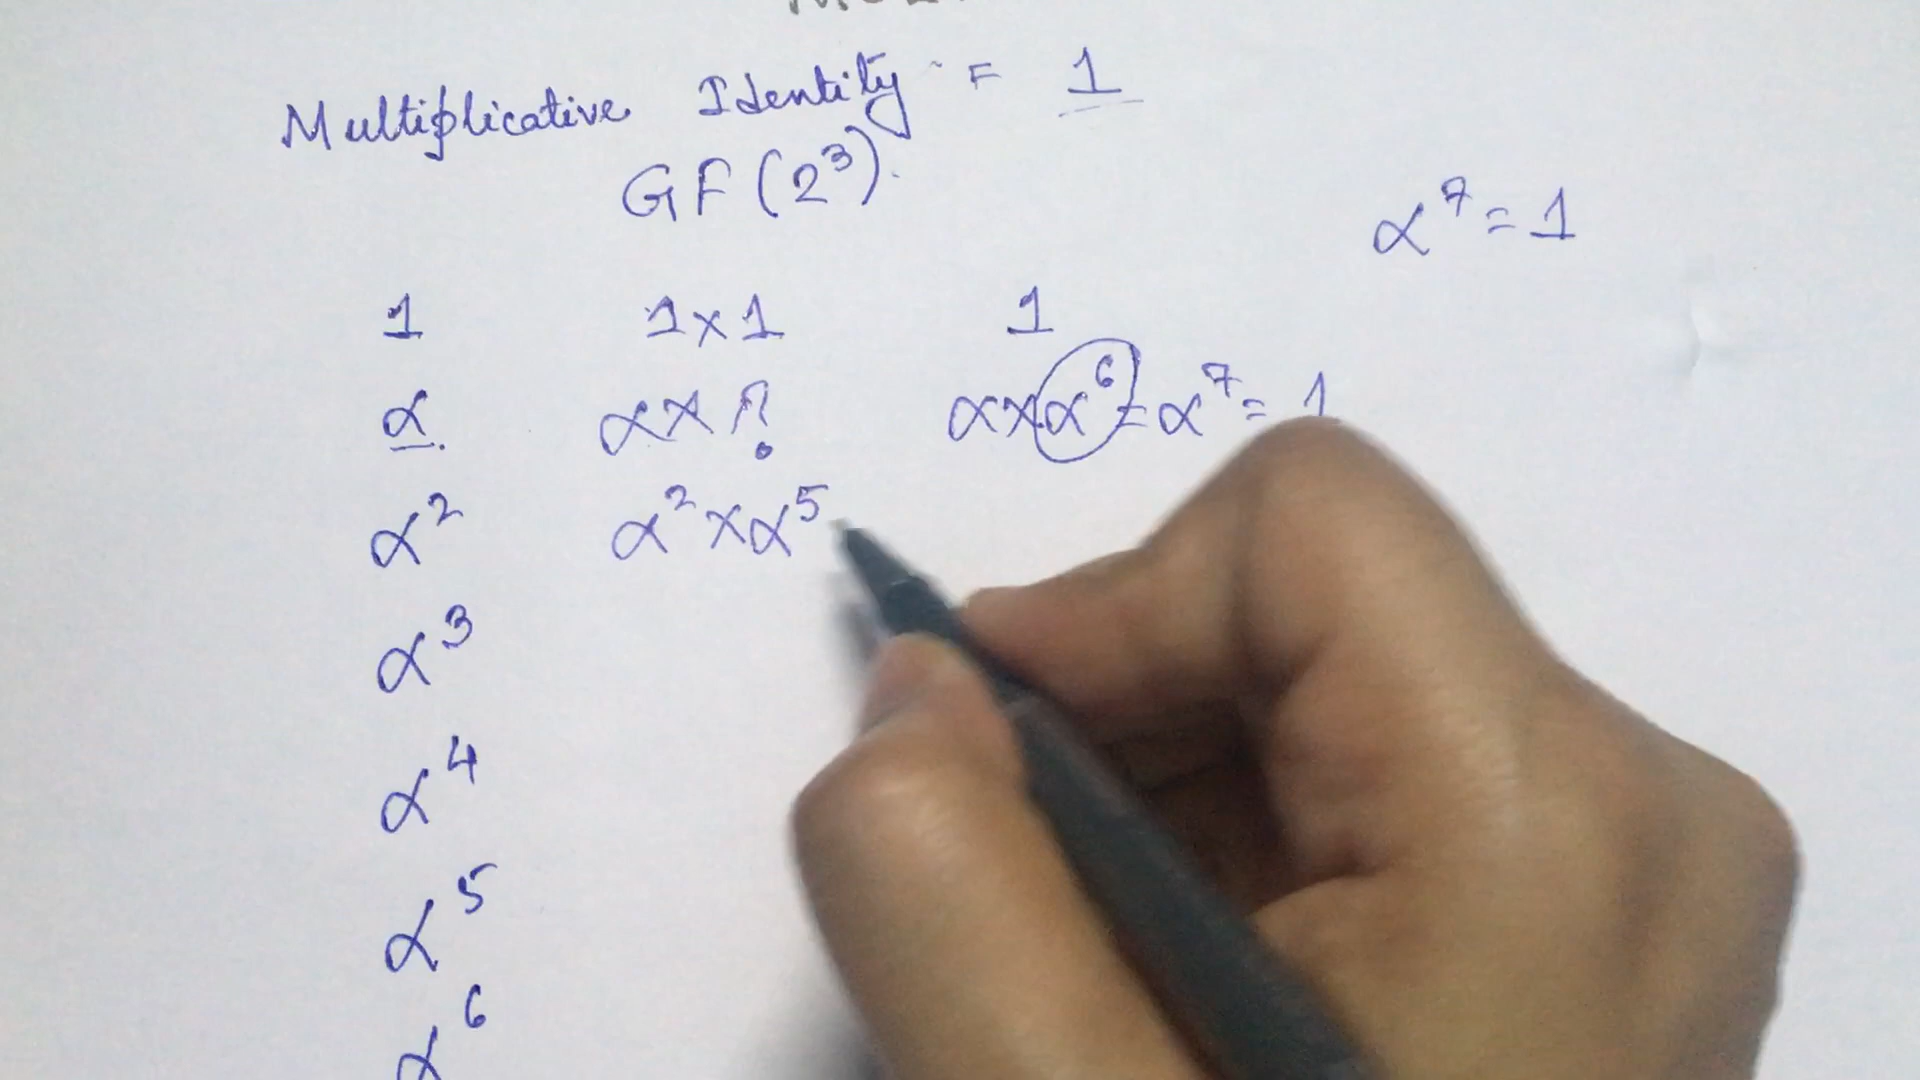 Multiplicative Identity = 1
GF(2³).
α⁷ = 1
1 1×1 1
α α×? α×α⁶ = α⁷ = 1
α² α²×α⁵
α³
α⁴
α⁵
α⁶